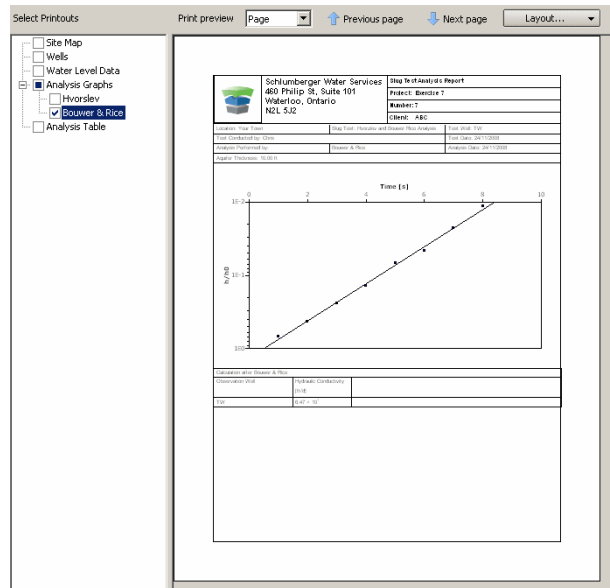 Select Printouts
Print preview Page Previous page Next page Layout...
Site Map
Wells
Water Level Data
Analysis Graphs
Hvorslev
Bouwer & Rice
Analysis Table
Schlumberger Water Services
460 Philip St, Suite 101
Waterloo, Ontario
N2L 5J2
Slug Test Analysis Report
Project: Exercise 7
Number: 7
Client: ABC
Location: Your Town Slug Test: Hvorslev and Bouwer Rice Analysis Test Well: TW
Test Conducted by: Chris Test Date: 24/11/2008
Analysis Performed by: Bouwer & Rice Analysis Date: 24/11/2008
Aquifer Thickness: 10.00 ft
Time [s]
0 2 4 6 8 10
1E-2
1E-1
1E0
h/h0
Calculation after Bouwer & Rice
Observation Well Hydraulic Conductivity
TW